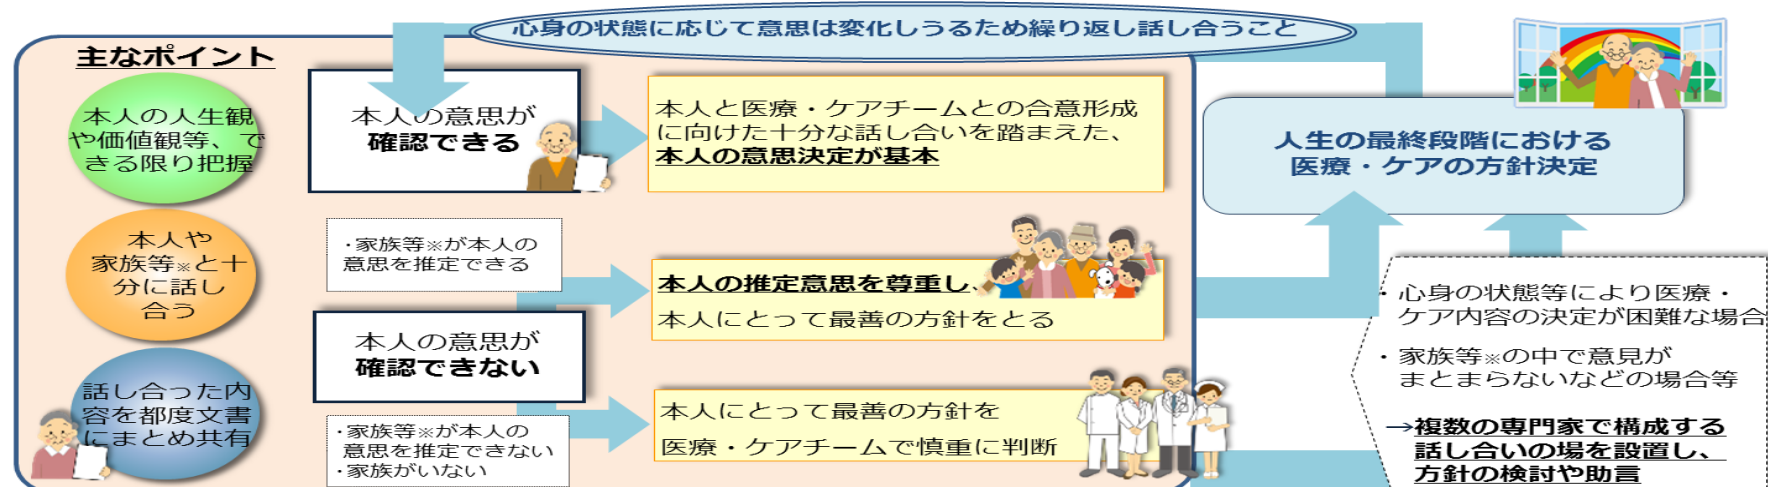 心身の状態に応じて意思は変化しうるため繰り返し話し合うこと
主なポイント
本人の人生観
や価値観等、で
きる限り把握
本人や
家族等※と十
分に話し
合う
話し合った内
容を都度文書
にまとめ共有
本人の意思が
確認できる
本人と医療・ケアチームとの合意形成
に向けた十分な話し合いを踏まえた、
本人の意思決定が基本
・家族等※が本人の
意思を推定できる
本人の推定意思を尊重し、
本人にとって最善の方針をとる
本人の意思が
確認できない
・家族等※が本人の
意思を推定できない
・家族がいない
本人にとって最善の方針を
医療・ケアチームで慎重に判断
人生の最終段階における
医療・ケアの方針決定
・心身の状態等により医療・
ケア内容の決定が困難な場合
・家族等※の中で意見が
まとまらないなどの場合等
→複数の専門家で構成する
話し合いの場を設置し、
方針の検討や助言